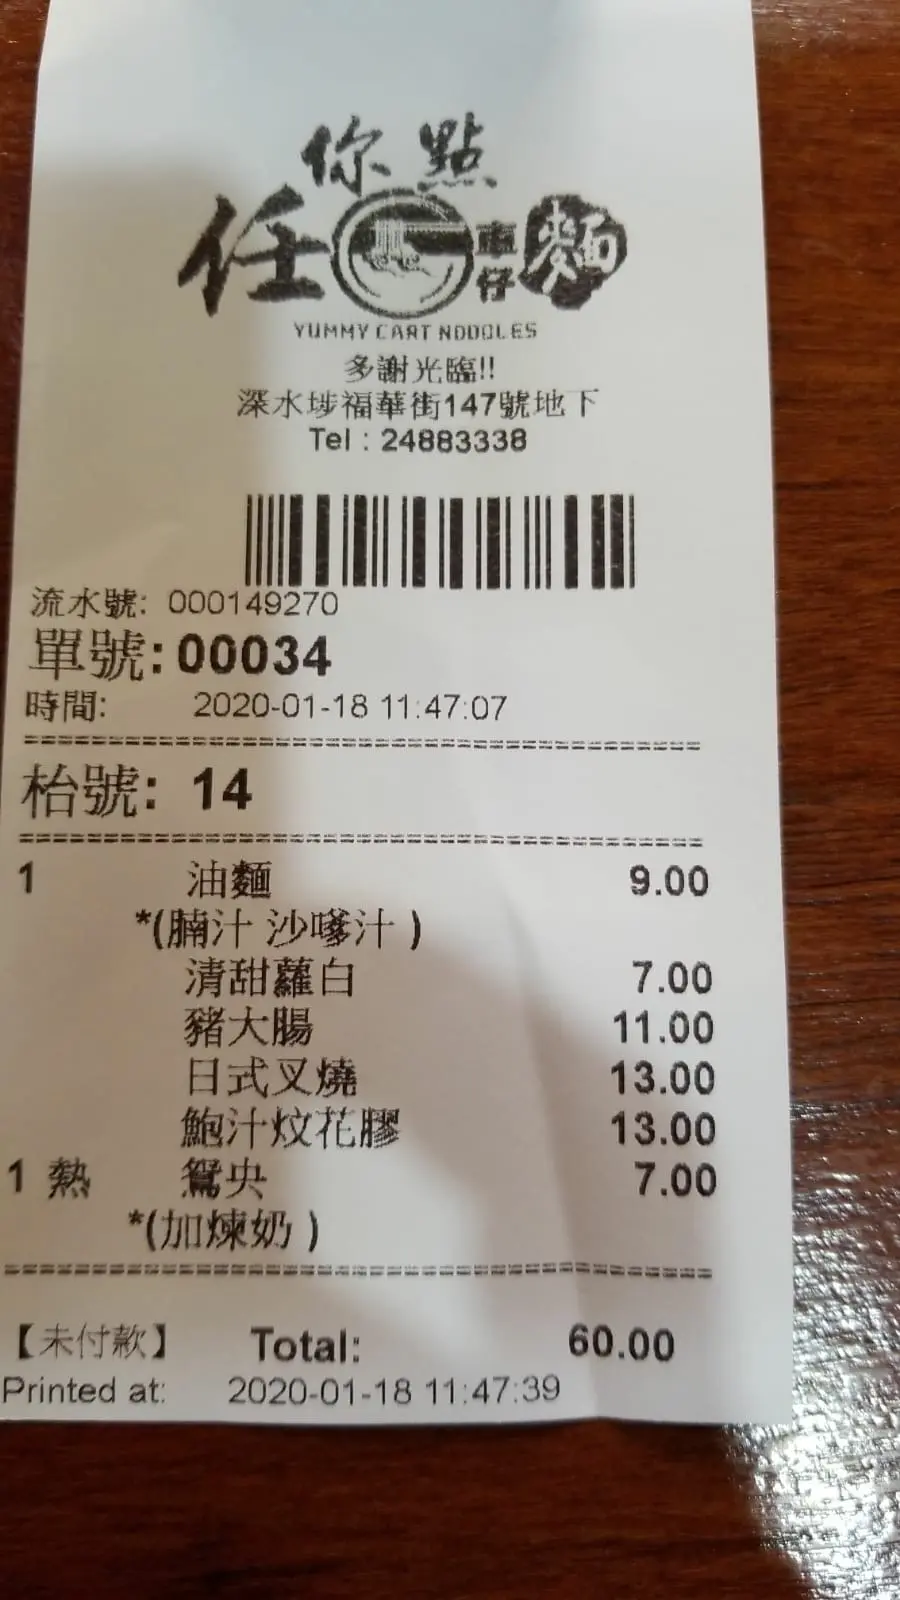 你點
任 車仔麵
YUMMY CART NOODLES
多謝光臨!!
深水埗福華街147號地下
Tel : 24883338
流水號: 000149270
單號: 00034
時間: 2020-01-18 11:47:07
枱號: 14
1 油麵 9.00
*(腩汁 沙嗲汁 )
清甜蘿白 7.00
豬大腸 11.00
日式叉燒 13.00
鮑汁炆花膠 13.00
1 熱 鴛央 7.00
*(加煉奶 )
【未付款】 Total: 60.00
Printed at: 2020-01-18 11:47:39